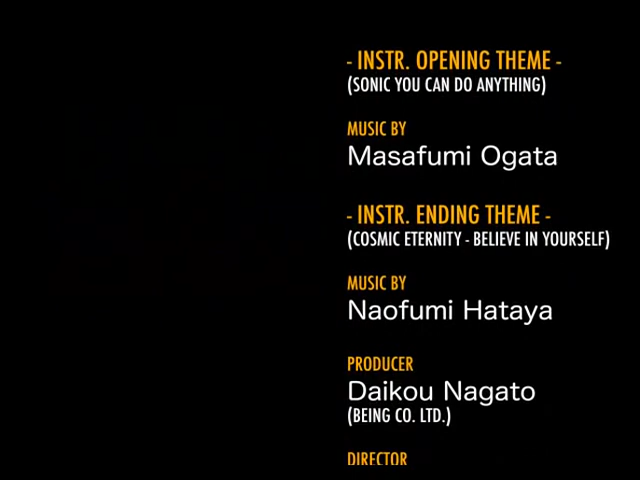 - INSTR. OPENING THEME -
(SONIC YOU CAN DO ANYTHING)
MUSIC BY
Masafumi Ogata
- INSTR. ENDING THEME -
(COSMIC ETERNITY - BELIEVE IN YOURSELF)
MUSIC BY
Naofumi Hataya
PRODUCER
Daikou Nagato
(BEING CO. LTD.)
DIRECTOR